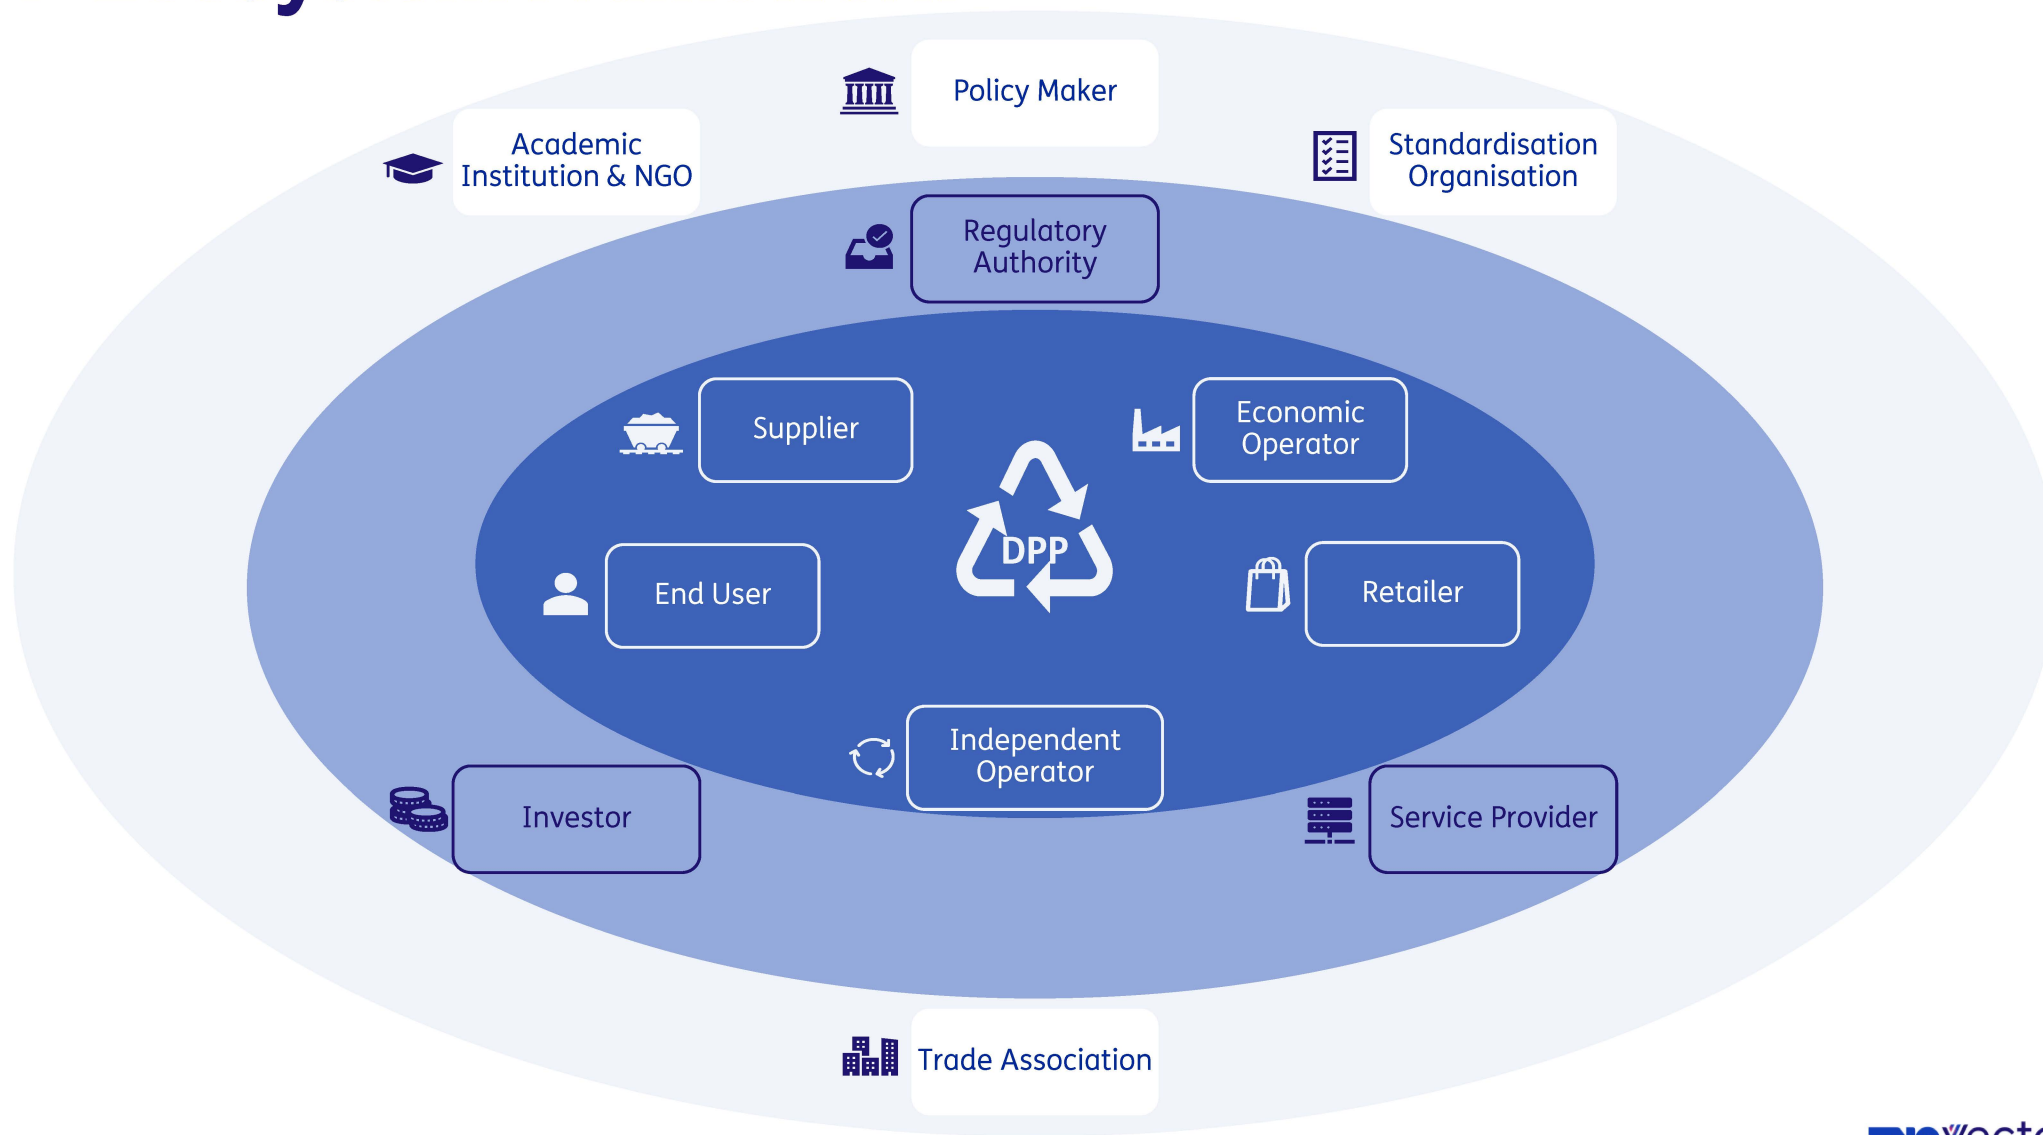 Policy Maker
Academic
Institution & NGO
Standardisation
Organisation
Regulatory
Authority
Supplier
Economic
Operator
DPP
End User
Retailer
Independent
Operator
Investor
Service Provider
Trade Association